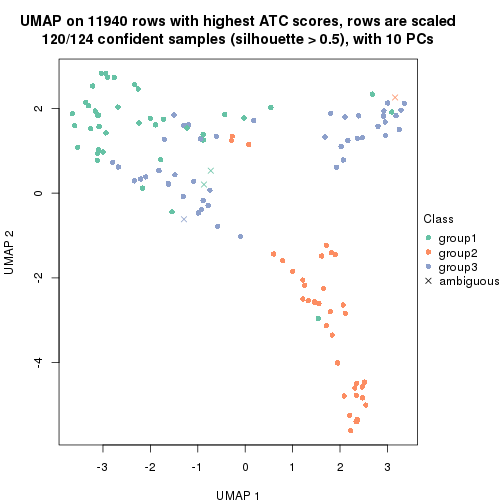 UMAP on 11940 rows with highest ATC scores, rows are scaled
120/124 confident samples (silhouette > 0.5), with 10 PCs
2
0
-2
-4
UMAP 2
-3
-2
-1
0
1
2
3
UMAP 1
Class
group1
group2
group3
ambiguous